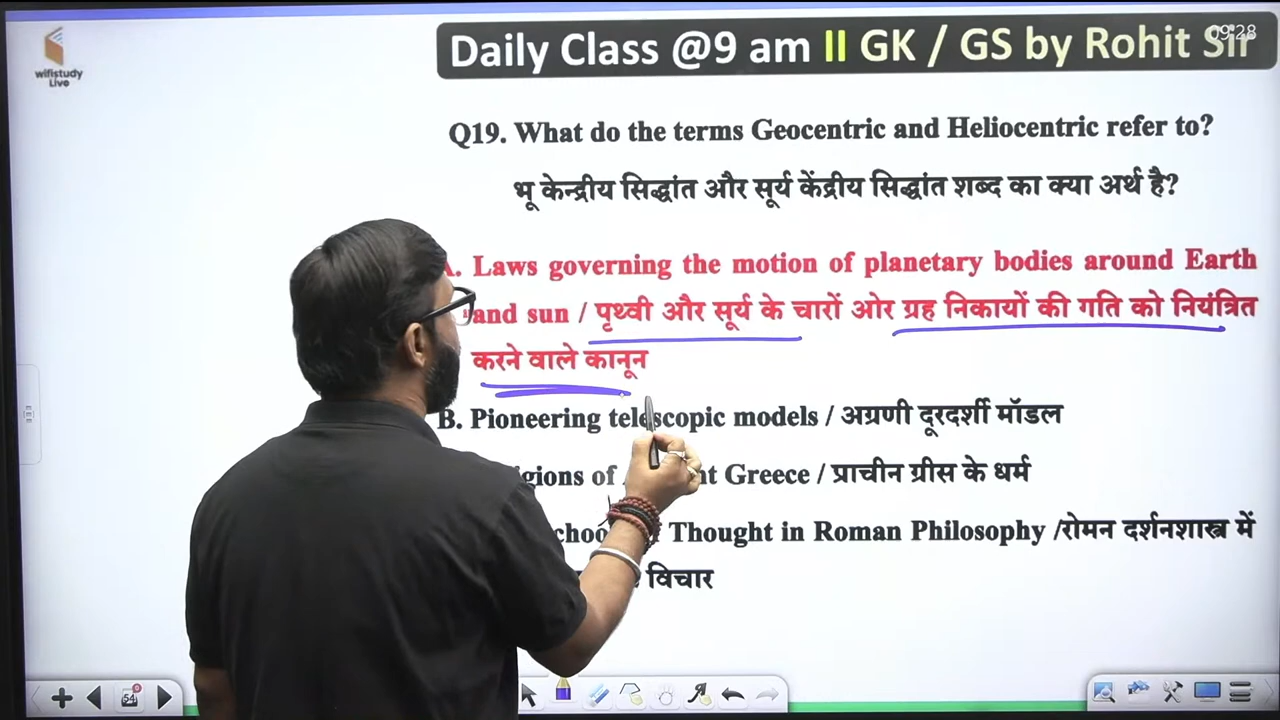 wifistudy
Live
Daily Class @9 am II GK / GS by Rohit Sir
09:28
Q19. What do the terms Geocentric and Heliocentric refer to?
भू केन्द्रीय सिद्धांत और सूर्य केंद्रीय सिद्धांत शब्द का क्या अर्थ है?
A. Laws governing the motion of planetary bodies around Earth
and sun / पृथ्वी और सूर्य के चारों ओर ग्रह निकायों की गति को नियंत्रित
करने वाले कानून
B. Pioneering telescopic models / अग्रणी दूरदर्शी मॉडल
of Greece / प्राचीन ग्रीस के धर्म
Thought in Roman Philosophy /रोमन दर्शनशास्त्र में
विचार
54